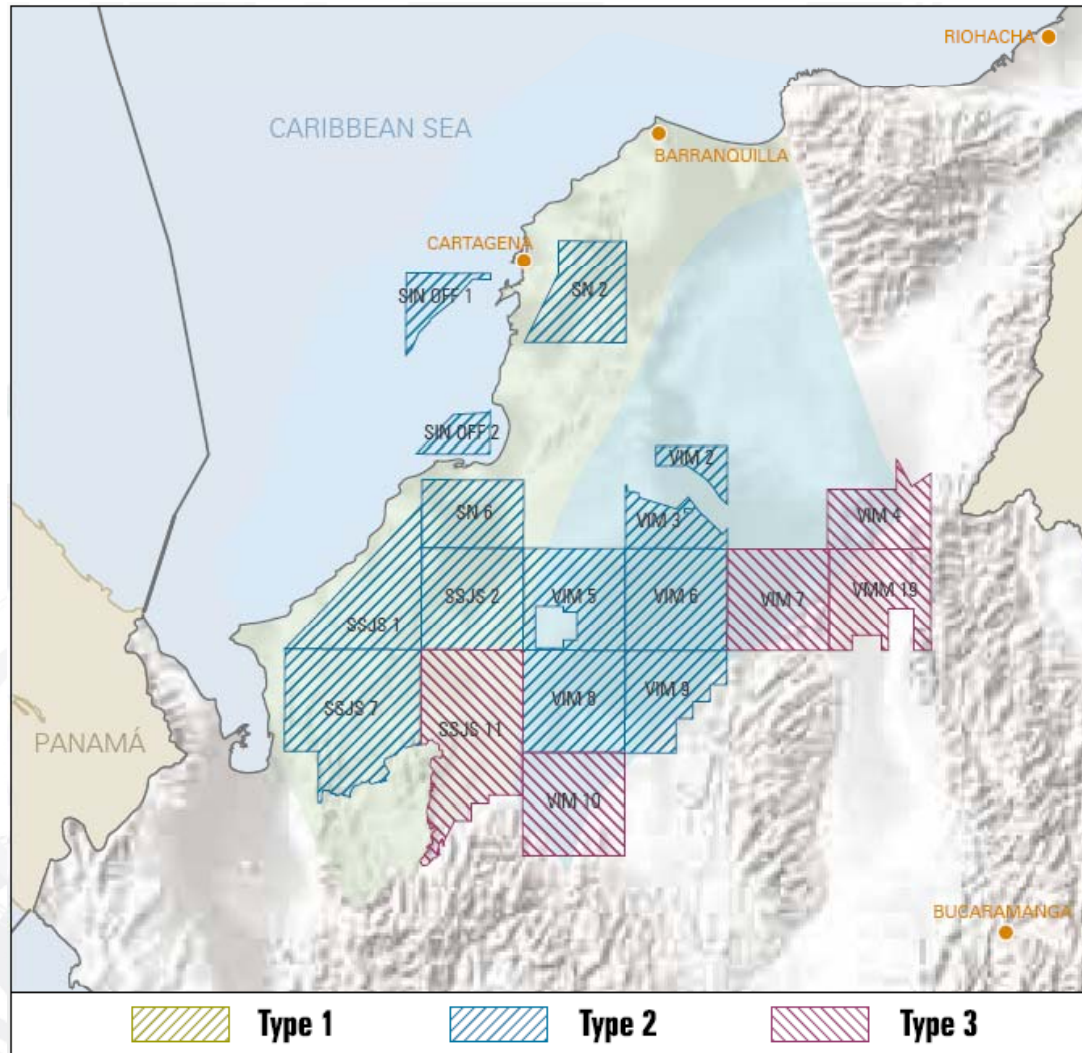 RIOHACHA
CARIBBEAN SEA
BARRANQUILLA
CARTAGENA
SIN OFF 1
SN 2
SIN OFF 2
VIM 2
SN 6
VIM 3
VIM 4
SSJS 1
SSJS 2
VIM 5
VIM 6
VIM 7
VMM 19
SSJS 7
SSJS 11
VIM 8
VIM 9
PANAMÁ
VIM 10
BUCARAMANGA
Type 1
Type 2
Type 3